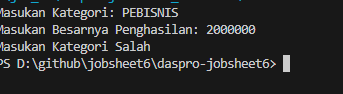 Masukan Kategori: PEBISNIS
Masukan Besarnya Penghasilan: 2000000
Masukan Kategori Salah
PS D:\github\jobsheet6\daspro-jobsheet6>